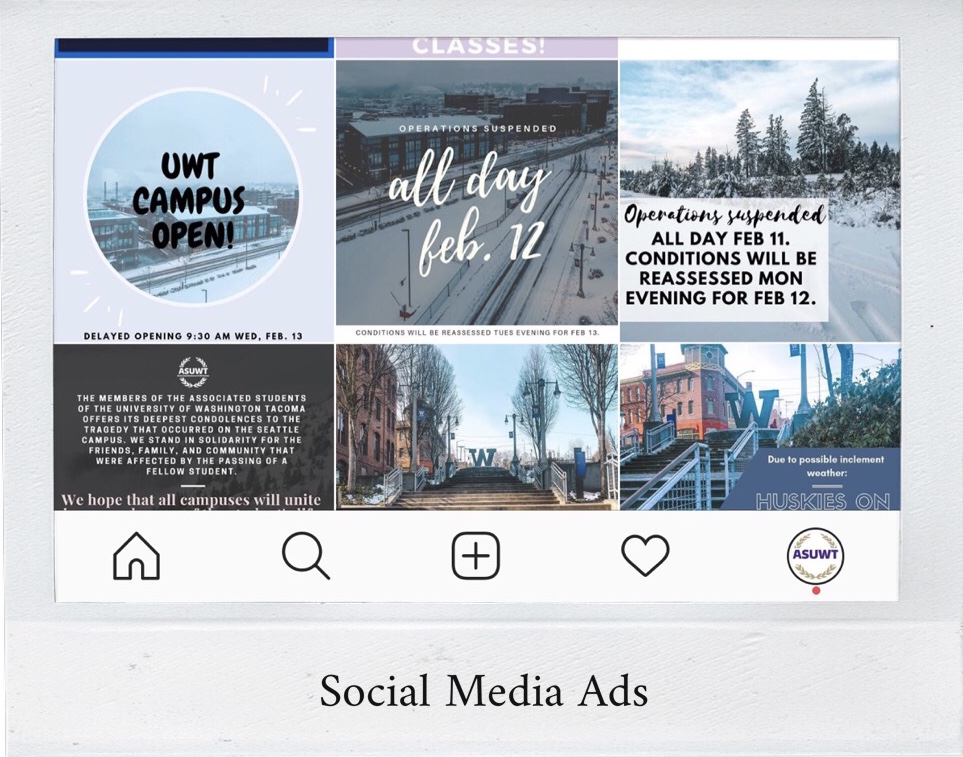 CLASSES!
UWT
CAMPUS
OPEN!
DELAYED OPENING 9:30 AM WED, FEB. 13
OPERATIONS SUSPENDED
all day
feb. 12
CONDITIONS WILL BE REASSESSED TUES EVENING FOR FEB 13.
Operations suspended
ALL DAY FEB 11.
CONDITIONS WILL BE
REASSESSED MON
EVENING FOR FEB 12.
ASUWT
THE MEMBERS OF THE ASSOCIATED STUDENTS
OF THE UNIVERSITY OF WASHINGTON TACOMA
OFFERS ITS DEEPEST CONDOLENCES TO THE
TRAGEDY THAT OCCURRED ON THE SEATTLE
CAMPUS. WE STAND IN SOLIDARITY FOR THE
FRIENDS, FAMILY, AND COMMUNITY THAT
WERE AFFECTED BY THE PASSING OF A
FELLOW STUDENT.
We hope that all campuses will unite
W
W
Due to possible inclement
weather:
HUSKIES ON
ASUWT
Social Media Ads